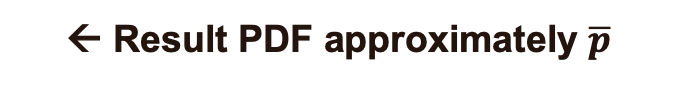 ← Result PDF approximately p̅